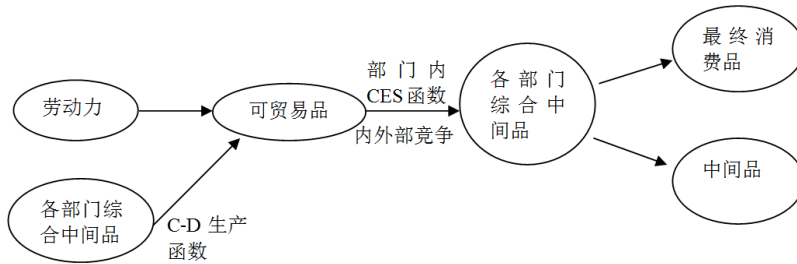 劳动力
各部门综
合中间品
C-D 生产
函数
可贸易品
部门内
CES 函数
内外部竞争
各部门
综合中
间品
最终消
费品
中间品